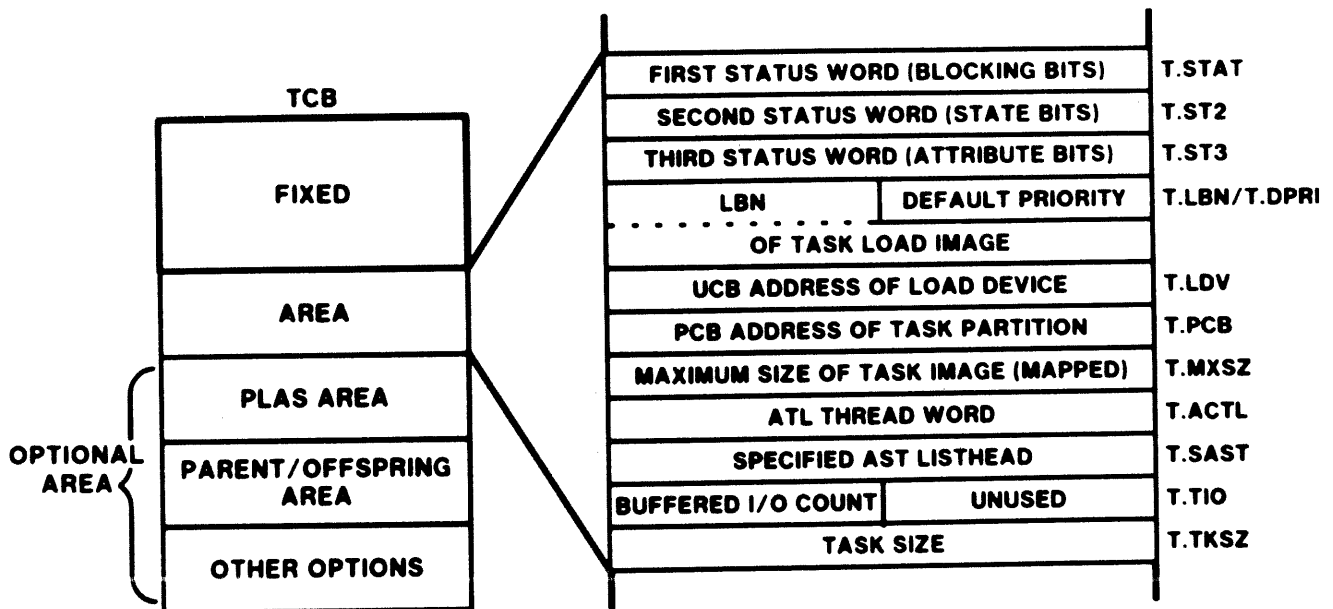 TCB
FIXED
AREA
PLAS AREA
OPTIONAL
AREA
PARENT/OFFSPRING
AREA
OTHER OPTIONS
FIRST STATUS WORD (BLOCKING BITS) T.STAT
SECOND STATUS WORD (STATE BITS) T.ST2
THIRD STATUS WORD (ATTRIBUTE BITS) T.ST3
LBN DEFAULT PRIORITY T.LBN/T.DPRI
OF TASK LOAD IMAGE
UCB ADDRESS OF LOAD DEVICE T.LDV
PCB ADDRESS OF TASK PARTITION T.PCB
MAXIMUM SIZE OF TASK IMAGE (MAPPED) T.MXSZ
ATL THREAD WORD T.ACTL
SPECIFIED AST LISTHEAD T.SAST
BUFFERED I/O COUNT UNUSED T.TIO
TASK SIZE T.TKSZ